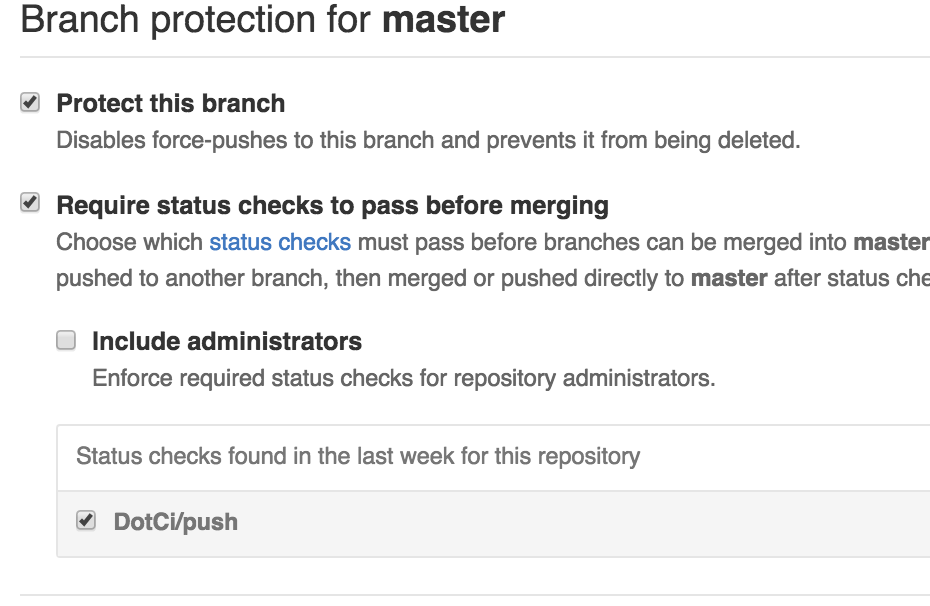 Branch protection for master
Protect this branch
Disables force-pushes to this branch and prevents it from being deleted.
Require status checks to pass before merging
Choose which status checks must pass before branches can be merged into master
pushed to another branch, then merged or pushed directly to master after status che
Include administrators
Enforce required status checks for repository administrators.
Status checks found in the last week for this repository
DotCi/push